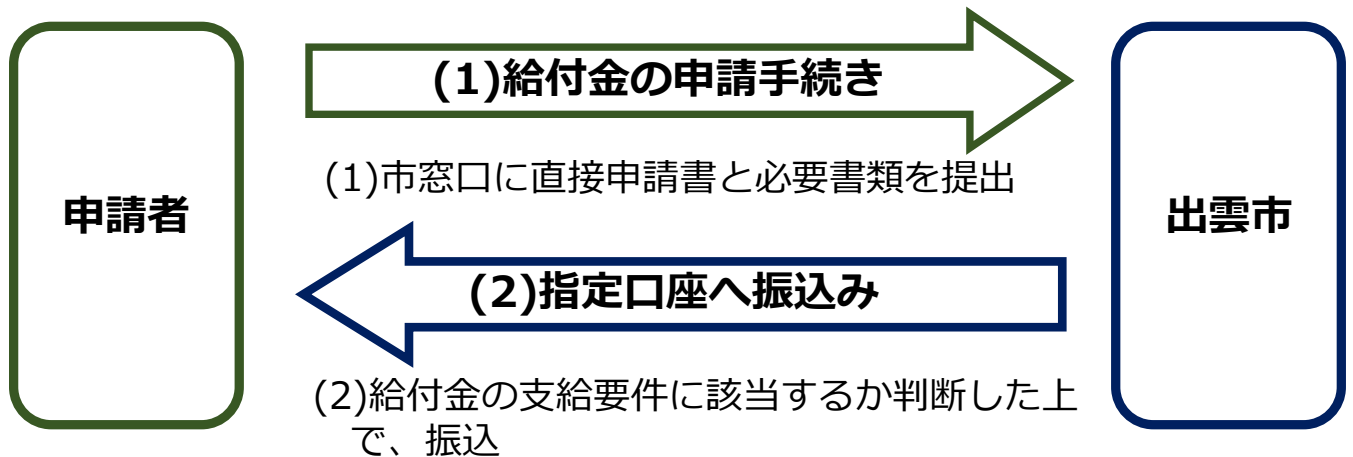 (1)給付金の申請手続き
(1)市窓口に直接申請書と必要書類を提出
申請者
出雲市
(2)指定口座へ振込み
(2)給付金の支給要件に該当するか判断した上
で、振込